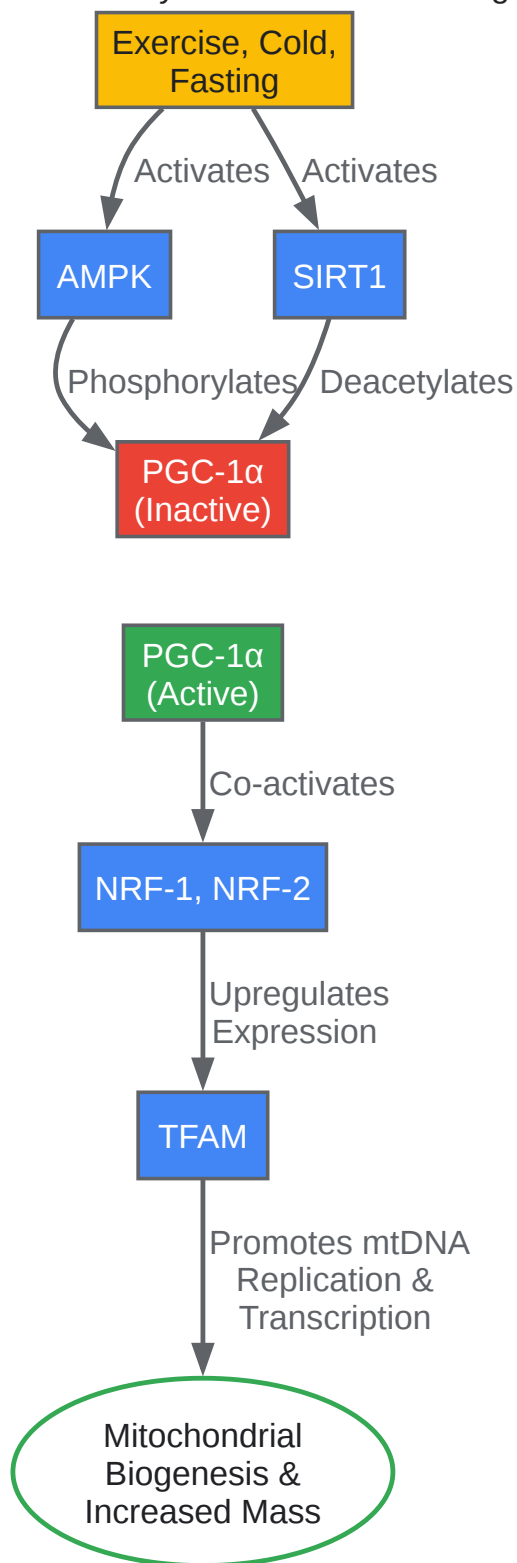 Exercise, Cold,
Fasting
Activates
Activates
AMPK
SIRT1
Phosphorylates
Deacetylates
PGC-1α
(Inactive)
PGC-1α
(Active)
Co-activates
NRF-1, NRF-2
Upregulates
Expression
TFAM
Promotes mtDNA
Replication &
Transcription
Mitochondrial
Biogenesis &
Increased Mass